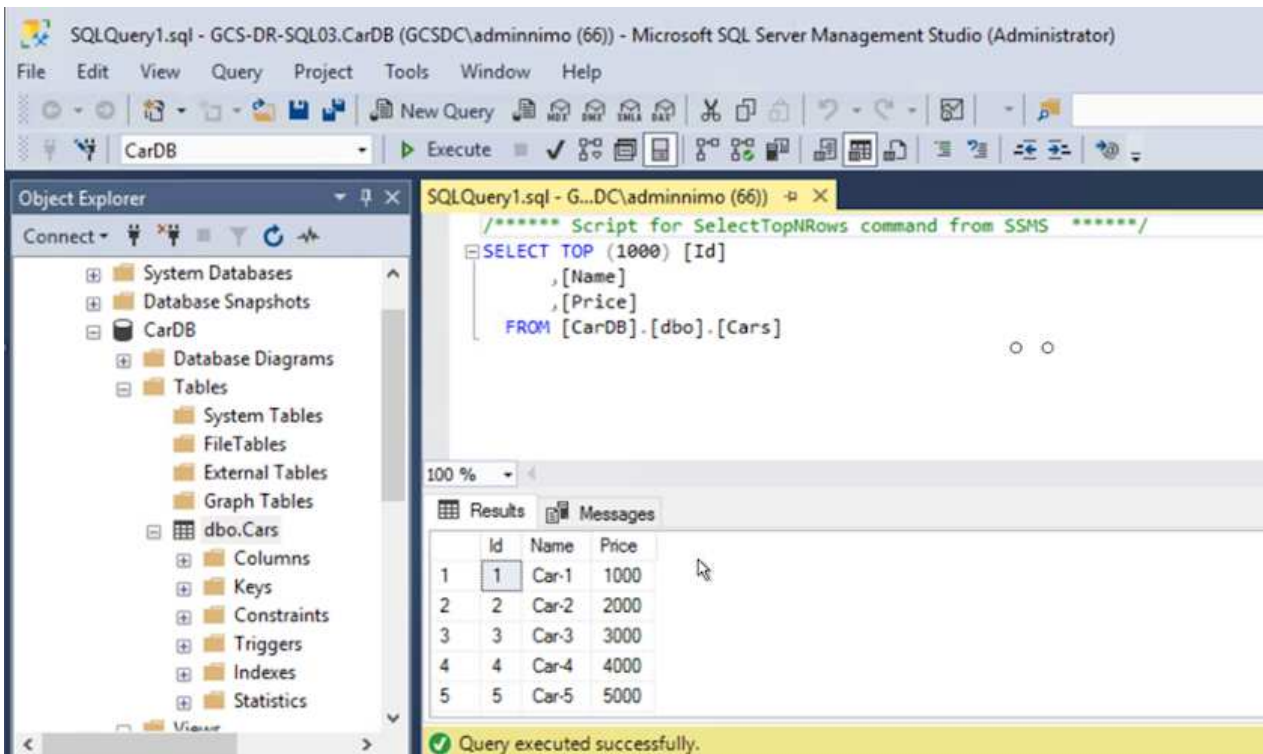 SQLQuery1.sql - GCS-DR-SQL03.CarDB (GCSDC\adminnimo (66)) - Microsoft SQL Server Management Studio (Administrator)
File Edit View Query Project Tools Window Help
New Query
CarDB
Execute
Object Explorer
Connect
System Databases
Database Snapshots
CarDB
Database Diagrams
Tables
System Tables
FileTables
External Tables
Graph Tables
dbo.Cars
Columns
Keys
Constraints
Triggers
Indexes
Statistics
Views
SQLQuery1.sql - G...DC\adminnimo (66))
/****** Script for SelectTopNRows command from SSMS ******/
SELECT TOP (1000) [Id]
,[Name]
,[Price]
FROM [CarDB].[dbo].[Cars]
100 %
Results Messages
Id Name Price
1 1 Car-1 1000
2 2 Car-2 2000
3 3 Car-3 3000
4 4 Car-4 4000
5 5 Car-5 5000
Query executed successfully.